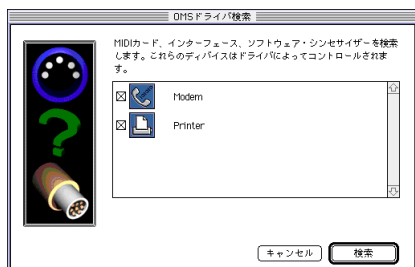 OMSドライバ検索
MIDIカード、インターフェース、ソフトウェア・シンセサイザーを検索
します。これらのディバイスはドライバによってコントロールされま
す。
Modem
Printer
キャンセル
検索